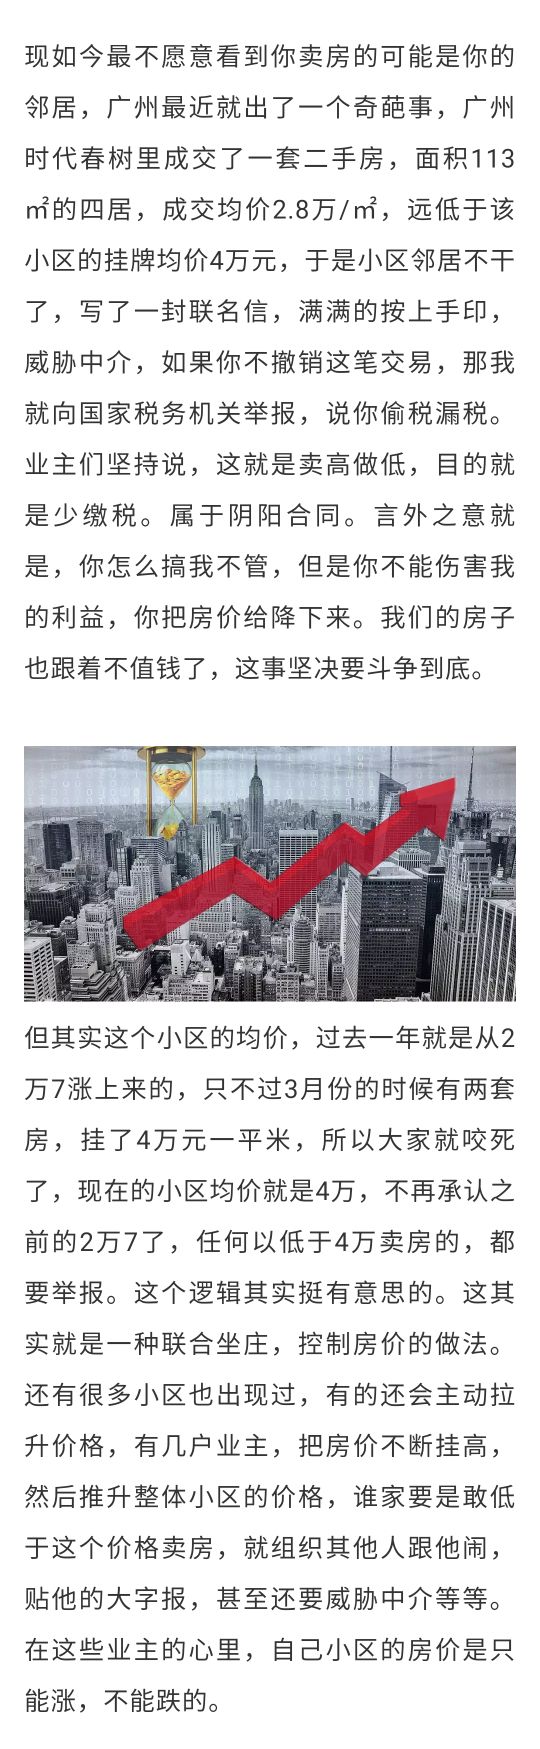 现如今最不愿意看到你卖房的可能是你的
邻居，广州最近就出了一个奇葩事，广州
时代春树里成交了一套二手房，面积113
㎡的四居，成交均价2.8万/㎡，远低于该
小区的挂牌均价4万元，于是小区邻居不干
了，写了一封联名信，满满的按上手印，
威胁中介，如果你不撤销这笔交易，那我
就向国家税务机关举报，说你偷税漏税。
业主们坚持说，这就是卖高做低，目的就
是少缴税。属于阴阳合同。言外之意就
是，你怎么搞我不管，但是你不能伤害我
的利益，你把房价给降下来。我们的房子
也跟着不值钱了，这事坚决要斗争到底。
但其实这个小区的均价，过去一年就是从2
万7涨上来的，只不过3月份的时候有两套
房，挂了4万元一平米，所以大家就咬死
了，现在的小区均价就是4万，不再承认之
前的2万7了，任何以低于4万卖房的，都
要举报。这个逻辑其实挺有意思的。这其
实就是一种联合坐庄，控制房价的做法。
还有很多小区也出现过，有的还会主动拉
升价格，有几户业主，把房价不断挂高，
然后推升整体小区的价格，谁家要是敢低
于这个价格卖房，就组织其他人跟他闹，
贴他的大字报，甚至还要威胁中介等等。
在这些业主的心里，自己小区的房价是只
能涨，不能跌的。